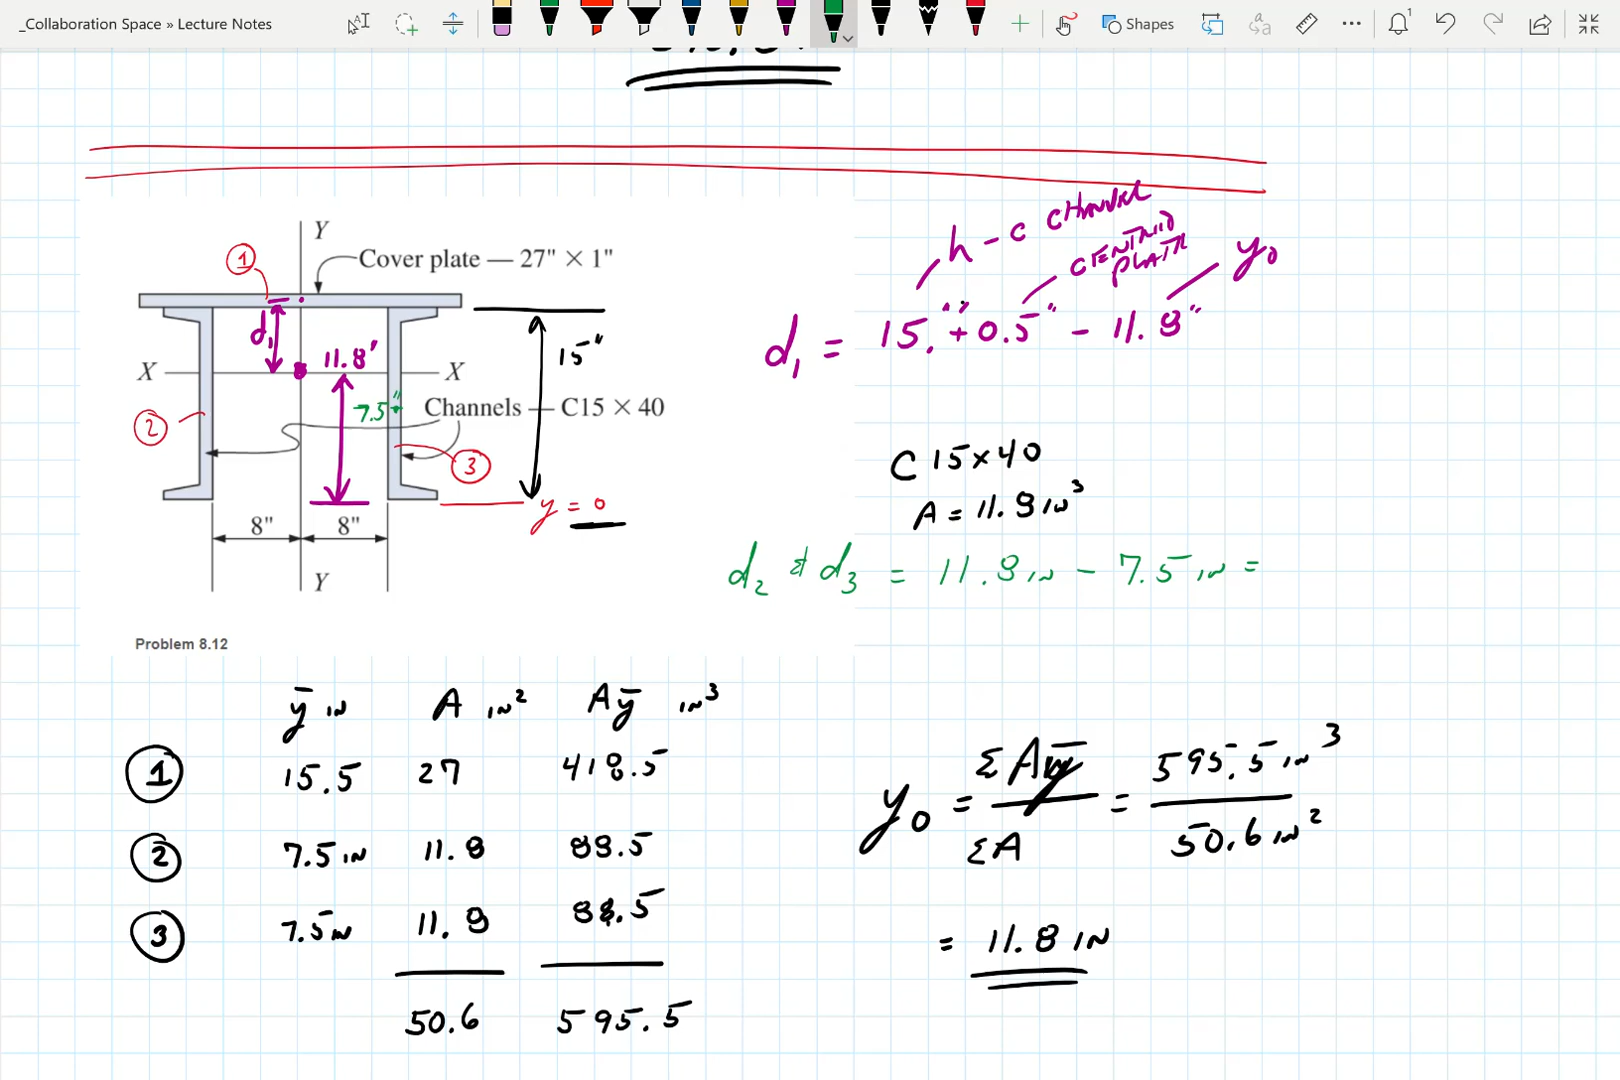 _Collaboration Space » Lecture Notes
Shapes
1
h - C CHANNEL
CENTROID PLATE
y₀
d₁ = 15." + 0.5" - 11.8"
Y
① Cover plate — 27" × 1"
d₁
11.8'
15"
X X
7.5"
Channels — C15 × 40
②
③
y = 0
8" 8"
Y
Problem 8.12
C 15 × 40
A = 11.8 IN³
d₂ & d₃ = 11.8 IN - 7.5 IN =
ȳ IN A IN² Aȳ IN³
① 15.5 27 418.5
② 7.5 IN 11.8 88.5
③ 7.5 IN 11.8 88.5
50.6 595.5
y₀ = ΣAȳ / ΣA = 595.5 IN³ / 50.6 IN²
= 11.8 IN